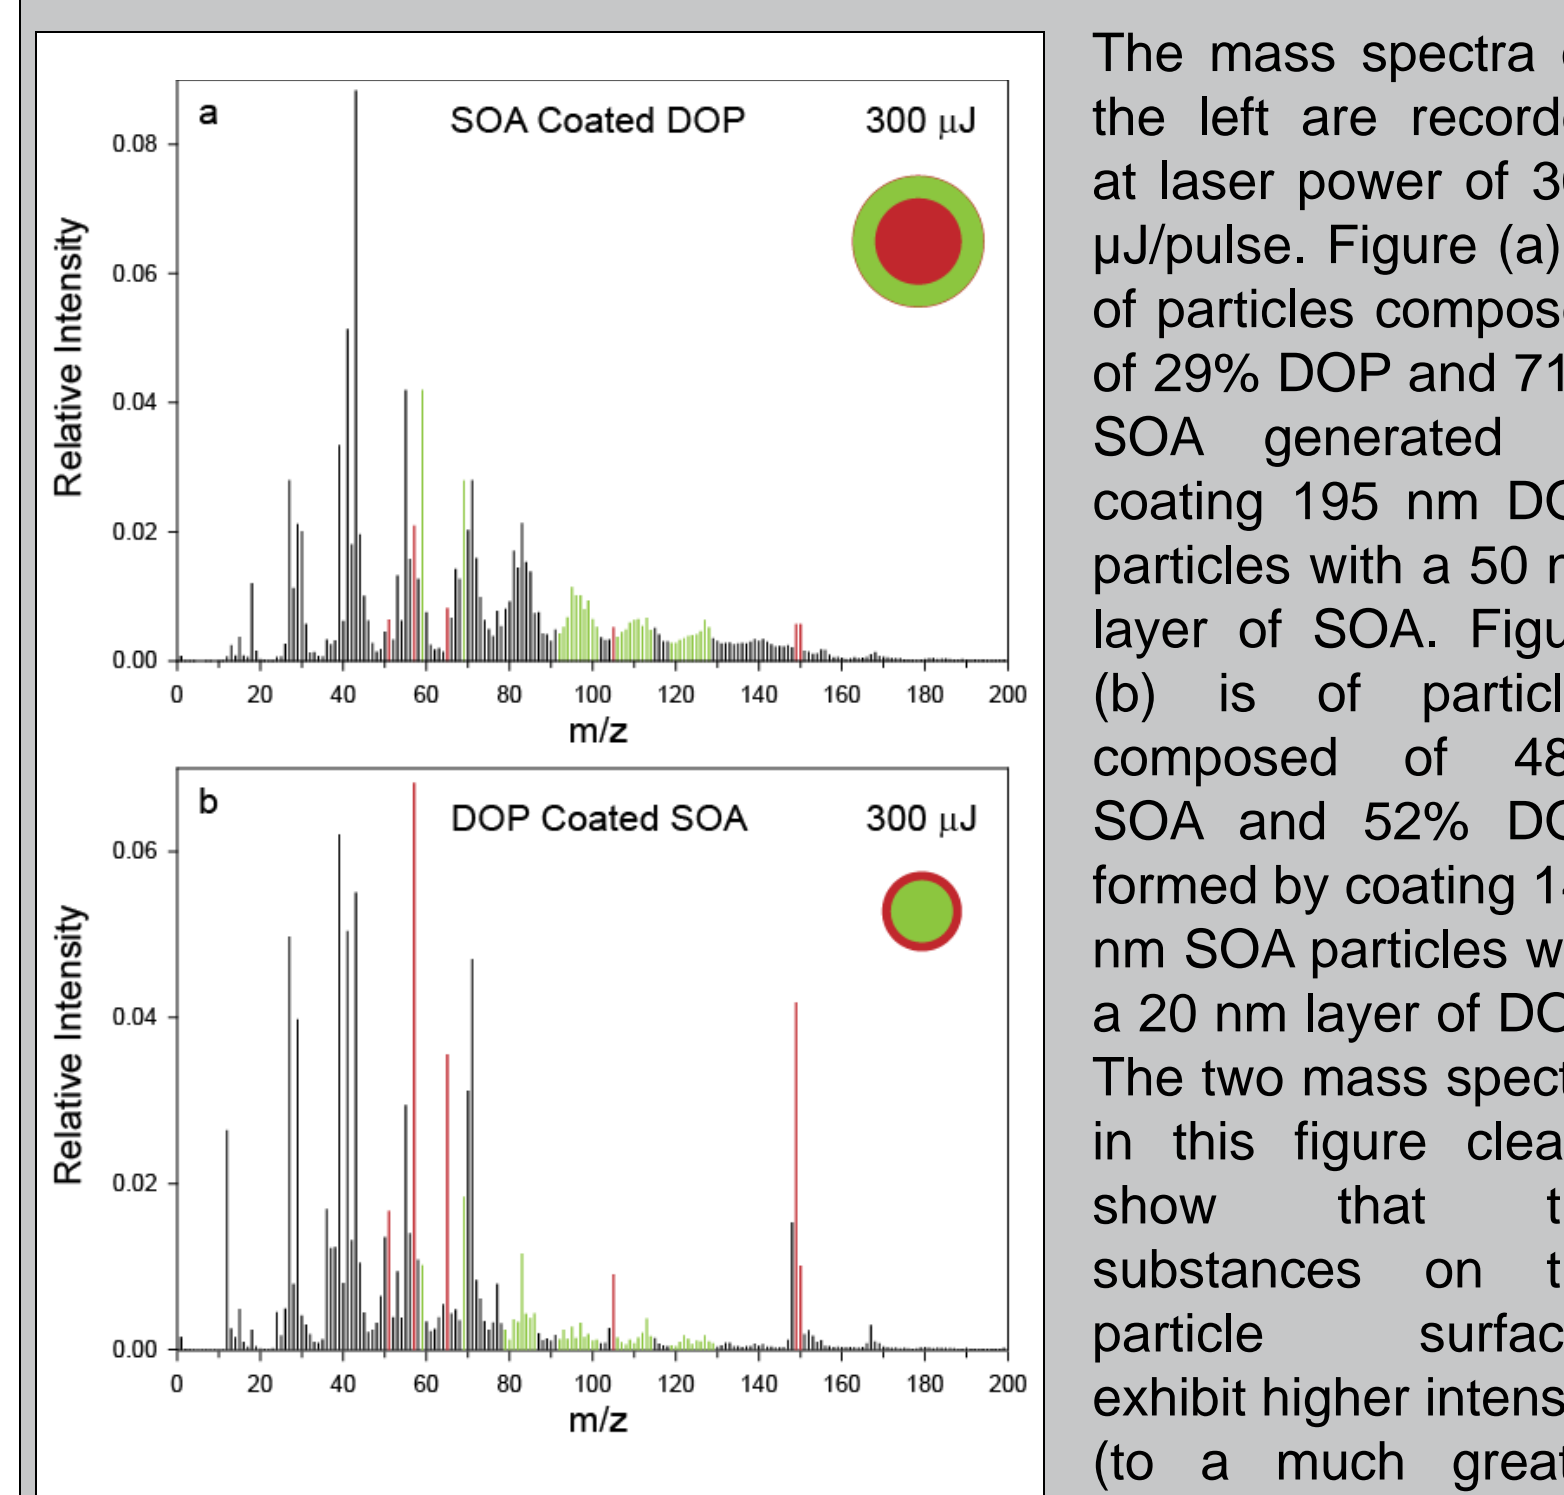 a
SOA Coated DOP
300 μJ
Relative Intensity
0.08
0.06
0.04
0.02
0.00
0 20 40 60 80 100 120 140 160 180 200
m/z
b
DOP Coated SOA
300 μJ
Relative Intensity
0.06
0.04
0.02
0.00
0 20 40 60 80 100 120 140 160 180 200
m/z
The mass spectra
the left are
at laser power of
µJ/pulse. Figure (a)
of particles
of 29% DOP and
SOA generated
coating 195 nm
particles with a 50
layer of SOA.
(b) is of
composed of
SOA and 52%
formed by coating
nm SOA particles
a 20 nm layer of
The two mass
in this figure
show that
substances on
particle
exhibit higher
(to a much